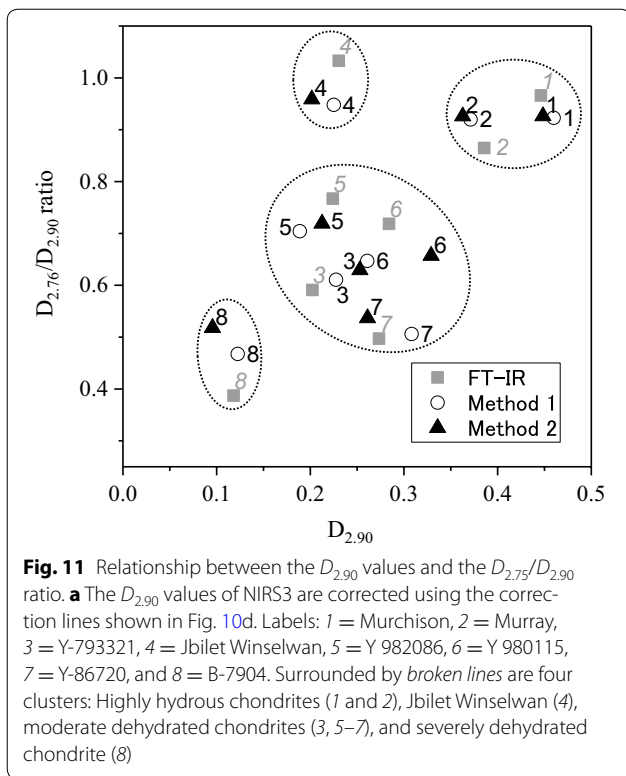 1.0
0.8
0.6
0.4
D2.76/D2.90 ratio
4
4
4
1
2
1
1
2
2
5
5
5
6
6
3
6
3
3
7
7
7
8
8
8
FT-IR
Method 1
Method 2
0.0 0.1 0.2 0.3 0.4 0.5
D2.90
Fig. 11 Relationship between the D2.90 values and the D2.75/D2.90
ratio. a The D2.90 values of NIRS3 are corrected using the correc-
tion lines shown in Fig. 10d. Labels: 1 = Murchison, 2 = Murray,
3 = Y-793321, 4 = Jbilet Winselwan, 5 = Y 982086, 6 = Y 980115,
7 = Y-86720, and 8 = B-7904. Surrounded by broken lines are four
clusters: Highly hydrous chondrites (1 and 2), Jbilet Winselwan (4),
moderate dehydrated chondrites (3, 5–7), and severely dehydrated
chondrite (8)